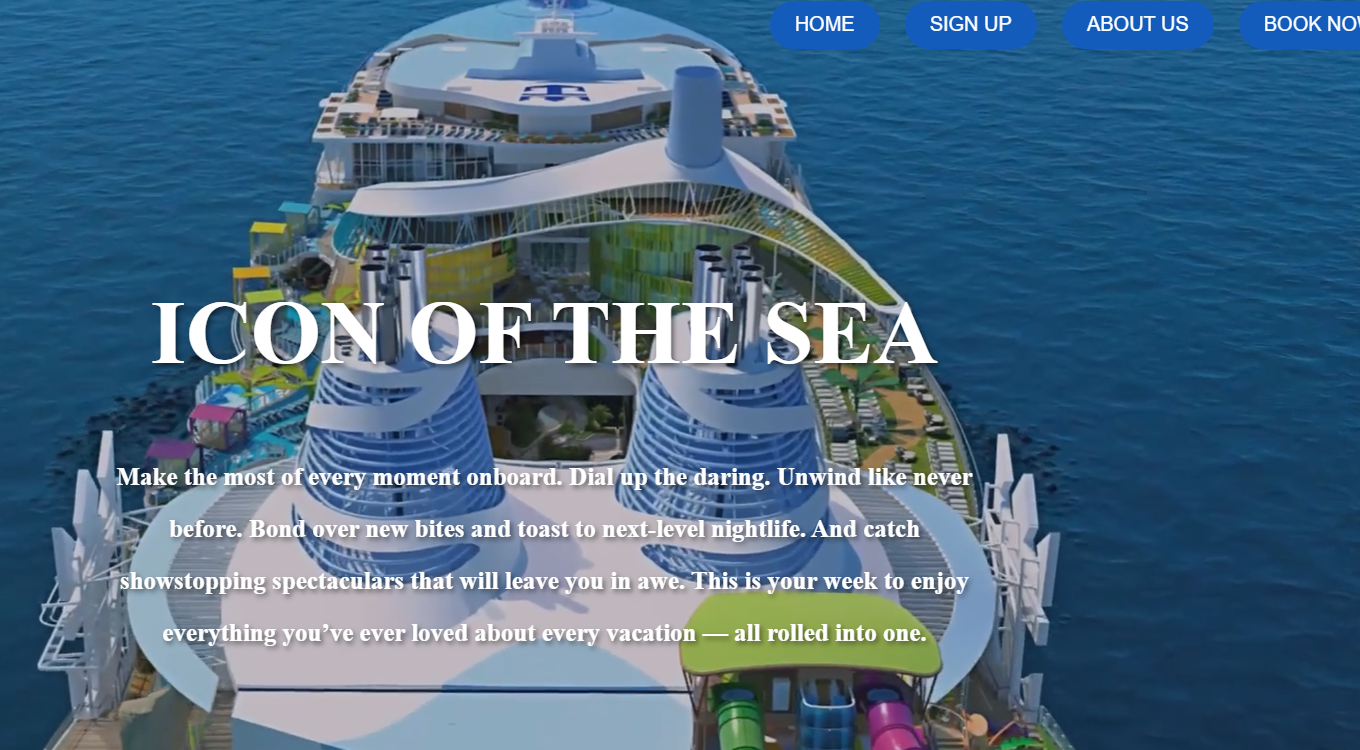 HOME
SIGN UP
ABOUT US
BOOK NOW
ICON OF THE SEA
Make the most of every moment onboard. Dial up the daring. Unwind like never
before. Bond over new bites and toast to next-level nightlife. And catch
showstopping spectaculars that will leave you in awe. This is your week to enjoy
everything you’ve ever loved about every vacation — all rolled into one.